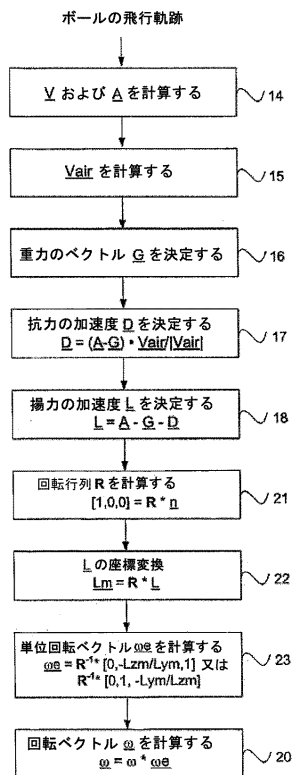 ボールの飛行軌跡
V および A を計算する
14
Vair を計算する
15
重力のベクトル G を決定する
16
抗力の加速度 D を決定する
D = (A-G) • Vair/|Vair|
17
揚力の加速度 L を決定する
L = A - G - D
18
回転行列 R を計算する
[1,0,0] = R * n
21
L の座標変換
Lm = R * L
22
単位回転ベクトル ωe を計算する
ωe = R⁻¹* [0,-Lzm/Lym,1] 又は
R⁻¹* [0,1, -Lym/Lzm]
23
回転ベクトル ω を計算する
ω = ω * ωe
20